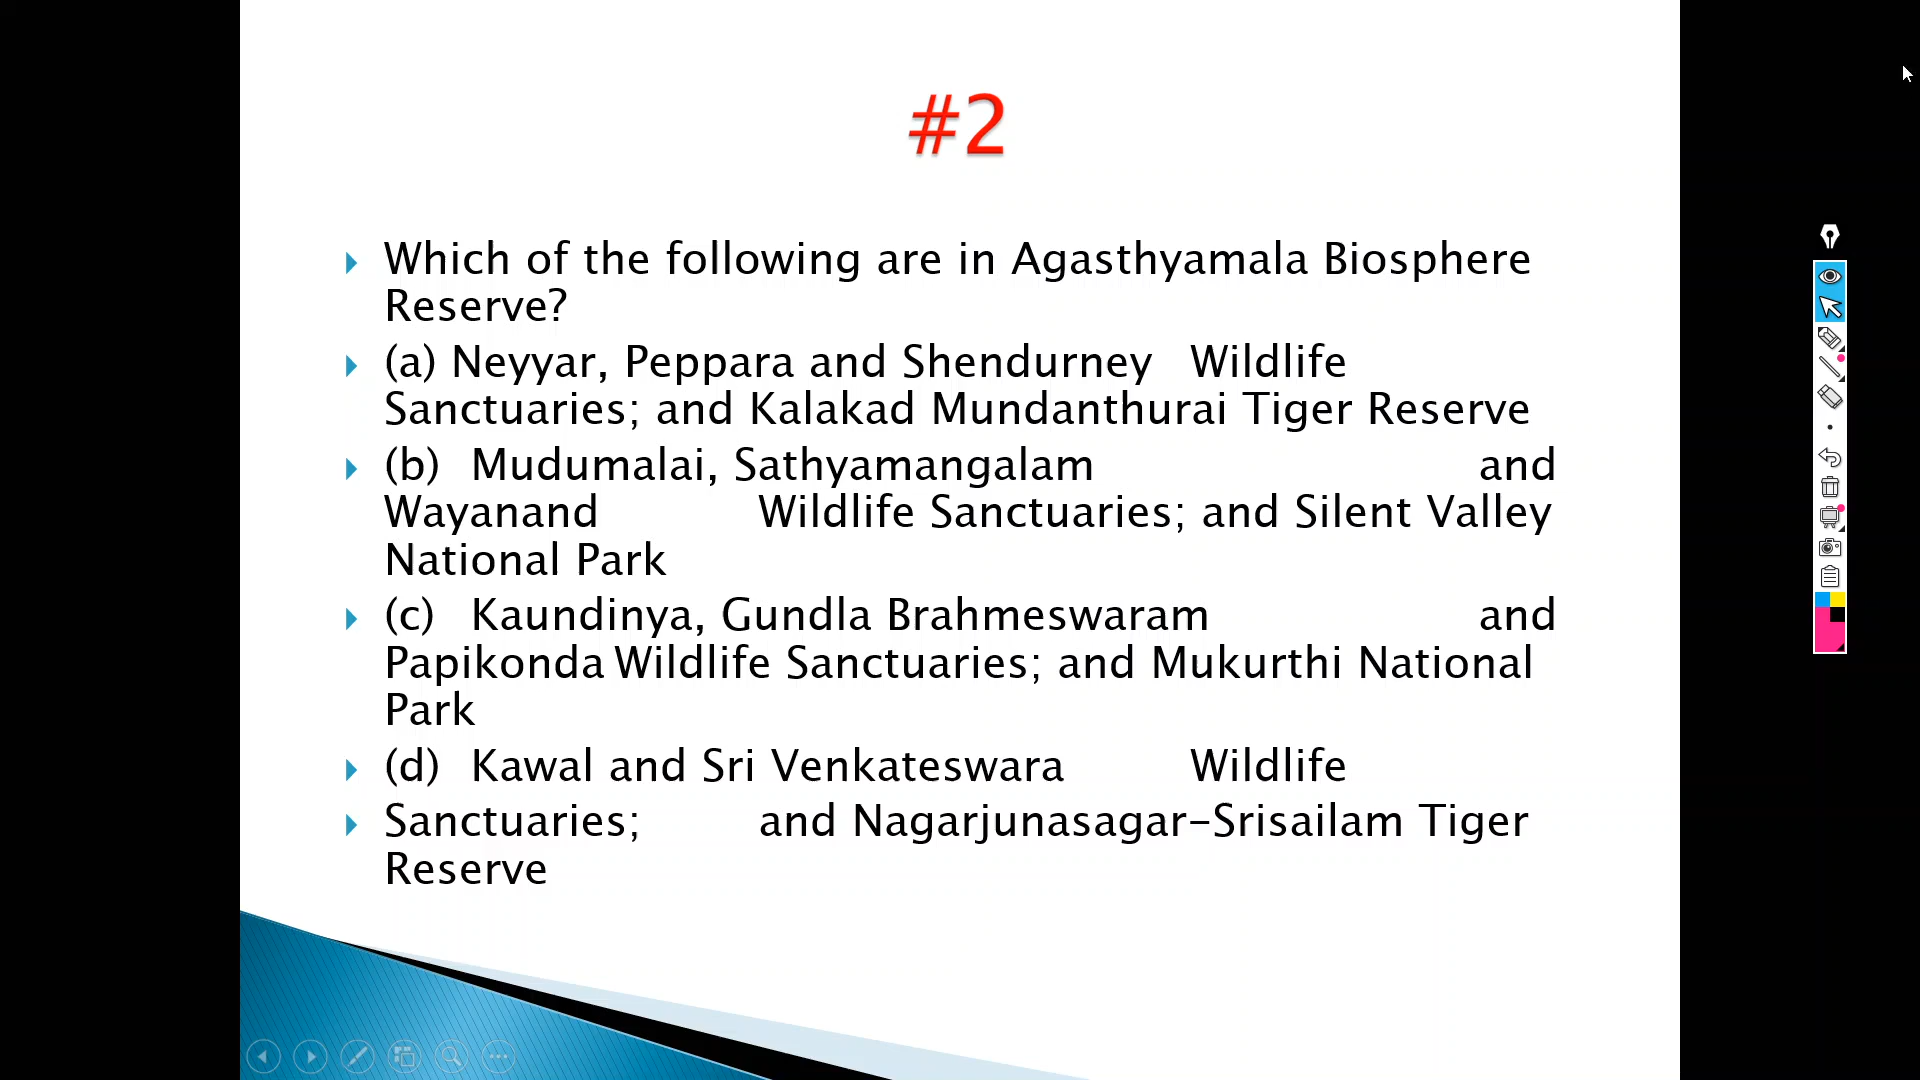 #2
Which of the following are in Agasthyamala Biosphere
Reserve?
(a) Neyyar, Peppara and Shendurney Wildlife
Sanctuaries; and Kalakad Mundanthurai Tiger Reserve
(b) Mudumalai, Sathyamangalam and
Wayanand Wildlife Sanctuaries; and Silent Valley
National Park
(c) Kaundinya, Gundla Brahmeswaram and
Papikonda Wildlife Sanctuaries; and Mukurthi National
Park
(d) Kawal and Sri Venkateswara Wildlife
Sanctuaries; and Nagarjunasagar-Srisailam Tiger
Reserve